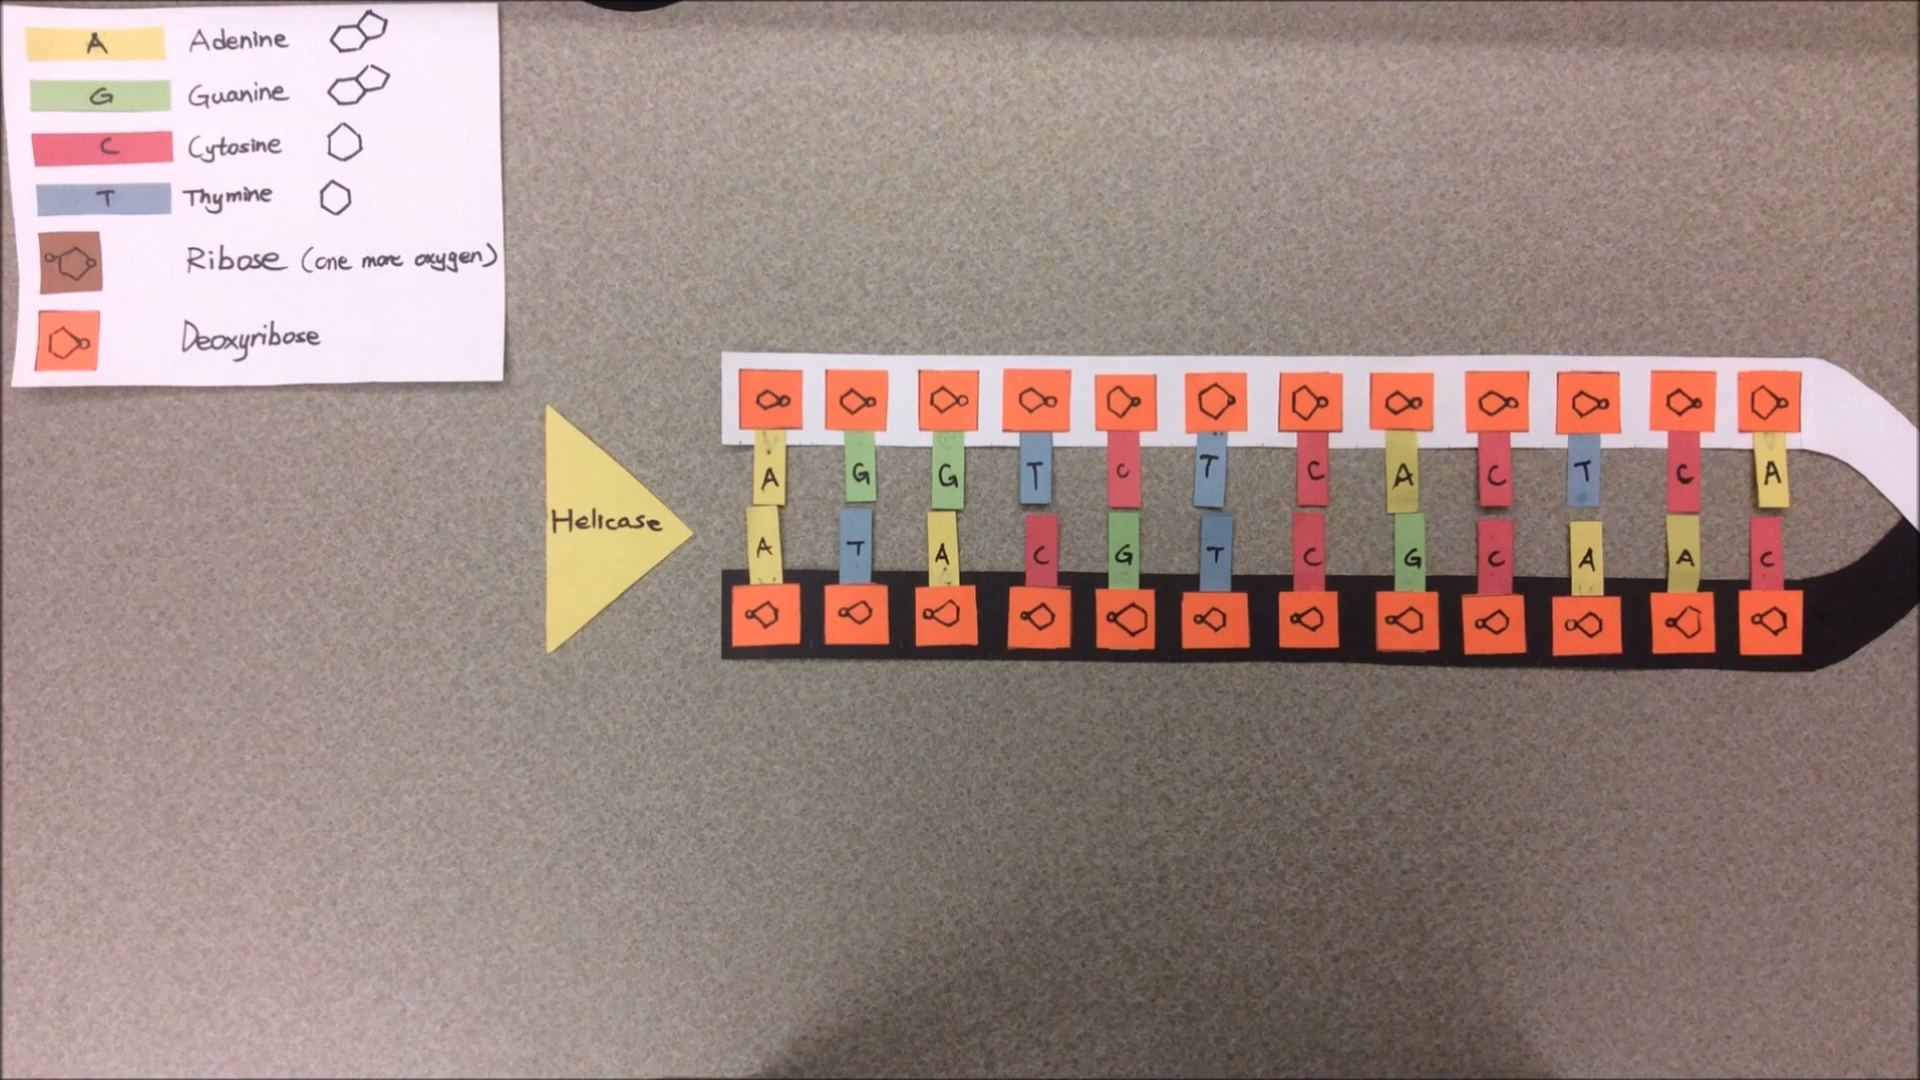 A Adenine
G Guanine
C Cytosine
T Thymine
Ribose (one more oxygen)
Deoxyribose
Helicase
A G G T C T C A C T C A
A T A C G T C G C A A C